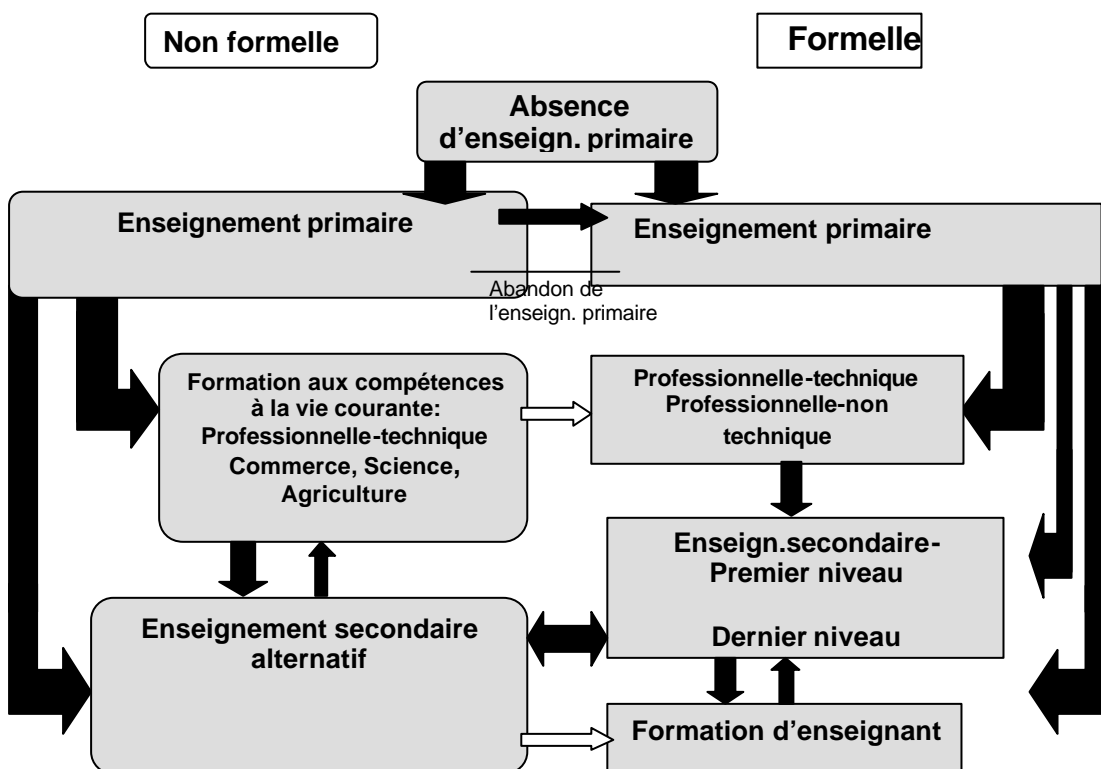 Non formelle
Formelle
Absence
d’enseign. primaire
Enseignement primaire
Enseignement primaire
Abandon de
l’enseign. primaire
Formation aux compétences
à la vie courante:
Professionnelle-technique
Commerce, Science,
Agriculture
Professionnelle-technique
Professionnelle-non
technique
Enseign.secondaire-
Premier niveau
Dernier niveau
Enseignement secondaire
alternatif
Formation d’enseignant